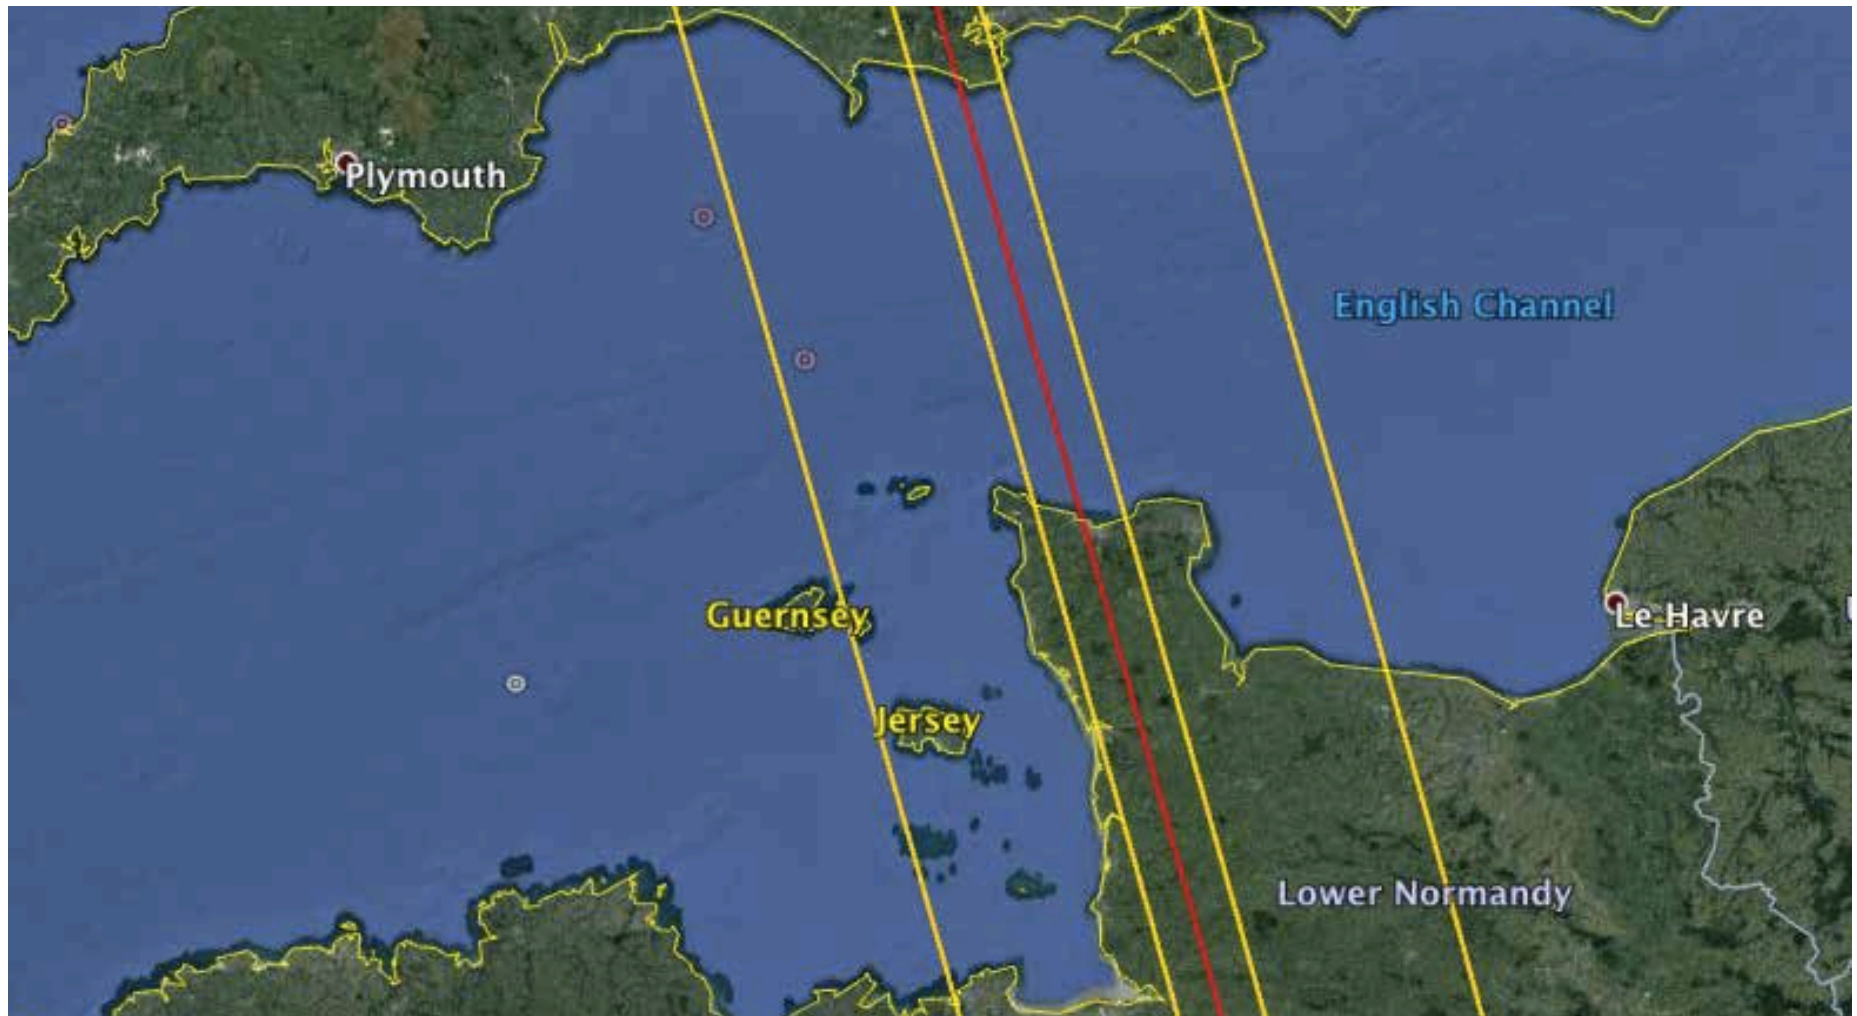 Plymouth
English Channel
Guernsey
Le Havre
Jersey
Lower Normandy